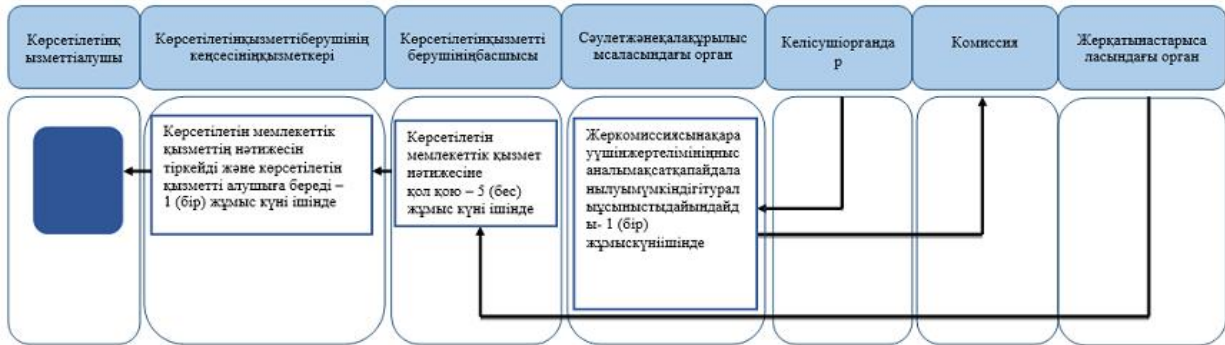 Көрсетілетінқ
ызметтіалушы
Көрсетілетінқызметтіберушінің
кеңсесініңқызметкері
Көрсетілетінқызметті
берушініңбасшысы
Сәулетжәнеқалақұрылыс
ысаласындағы орган
Келісушіорганда
р
Комиссия
Жерқатынастарыса
ласындағы орган
Көрсетілетін мемлекеттік
қызметтің нәтижесін
тіркейді және көрсетілетін
қызметті алушыға береді –
1 (бір) жұмыс күні ішінде
Көрсетілетін
мемлекеттік қызмет
нәтижесіне
қол қою – 5 (бес)
жұмыс күні ішінде
Жеркомиссиясынақара
уүшінжертелімініңныс
аналымақсатқапайдала
нылуымүмкіндігітурал
ыұсыныстыдайындайд
ы- 1 (бір)
жұмыскүніішінде